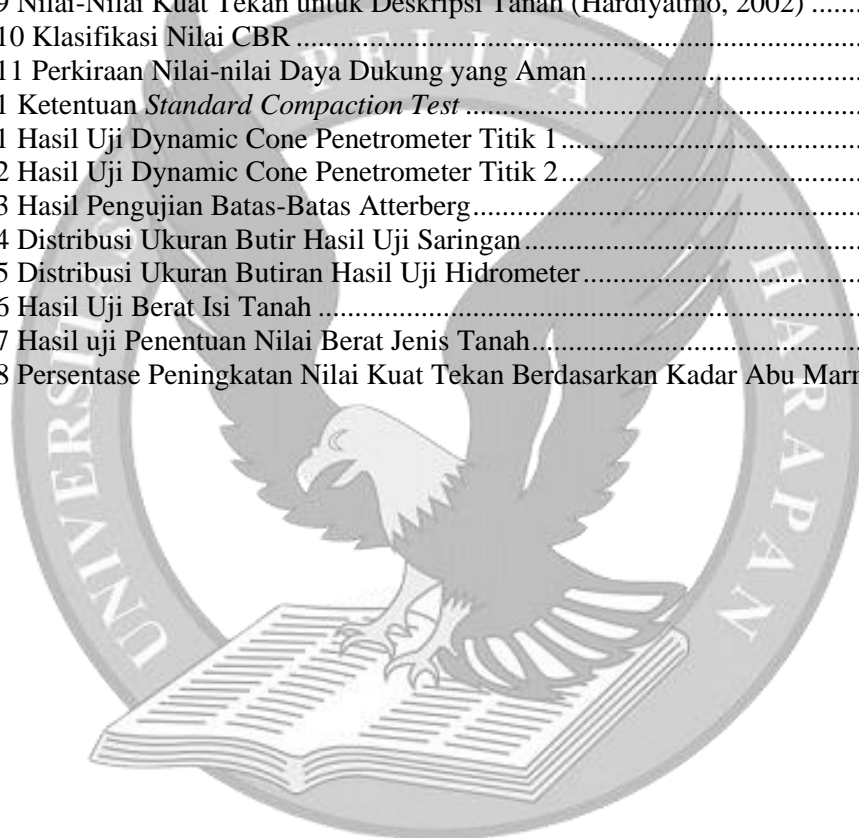 9 Nilai-Nilai Kuat Tekan untuk Deskripsi Tanah (Hardiyatmo, 2002) .......
10 Klasifikasi Nilai CBR ...............................................................................
11 Perkiraan Nilai-nilai Daya Dukung yang Aman.....................................
1 Ketentuan Standard Compaction Test ......................................................
1 Hasil Uji Dynamic Cone Penetrometer Titik 1.........................................
2 Hasil Uji Dynamic Cone Penetrometer Titik 2.........................................
3 Hasil Pengujian Batas-Batas Atterberg.....................................................
4 Distribusi Ukuran Butir Hasil Uji Saringan..............................................
5 Distribusi Ukuran Butiran Hasil Uji Hidrometer......................................
6 Hasil Uji Berat Isi Tanah ..........................................................................
7 Hasil uji Penentuan Nilai Berat Jenis Tanah.............................................
8 Persentase Peningkatan Nilai Kuat Tekan Berdasarkan Kadar Abu
UNIVERSITAS PELITA HARAPAN